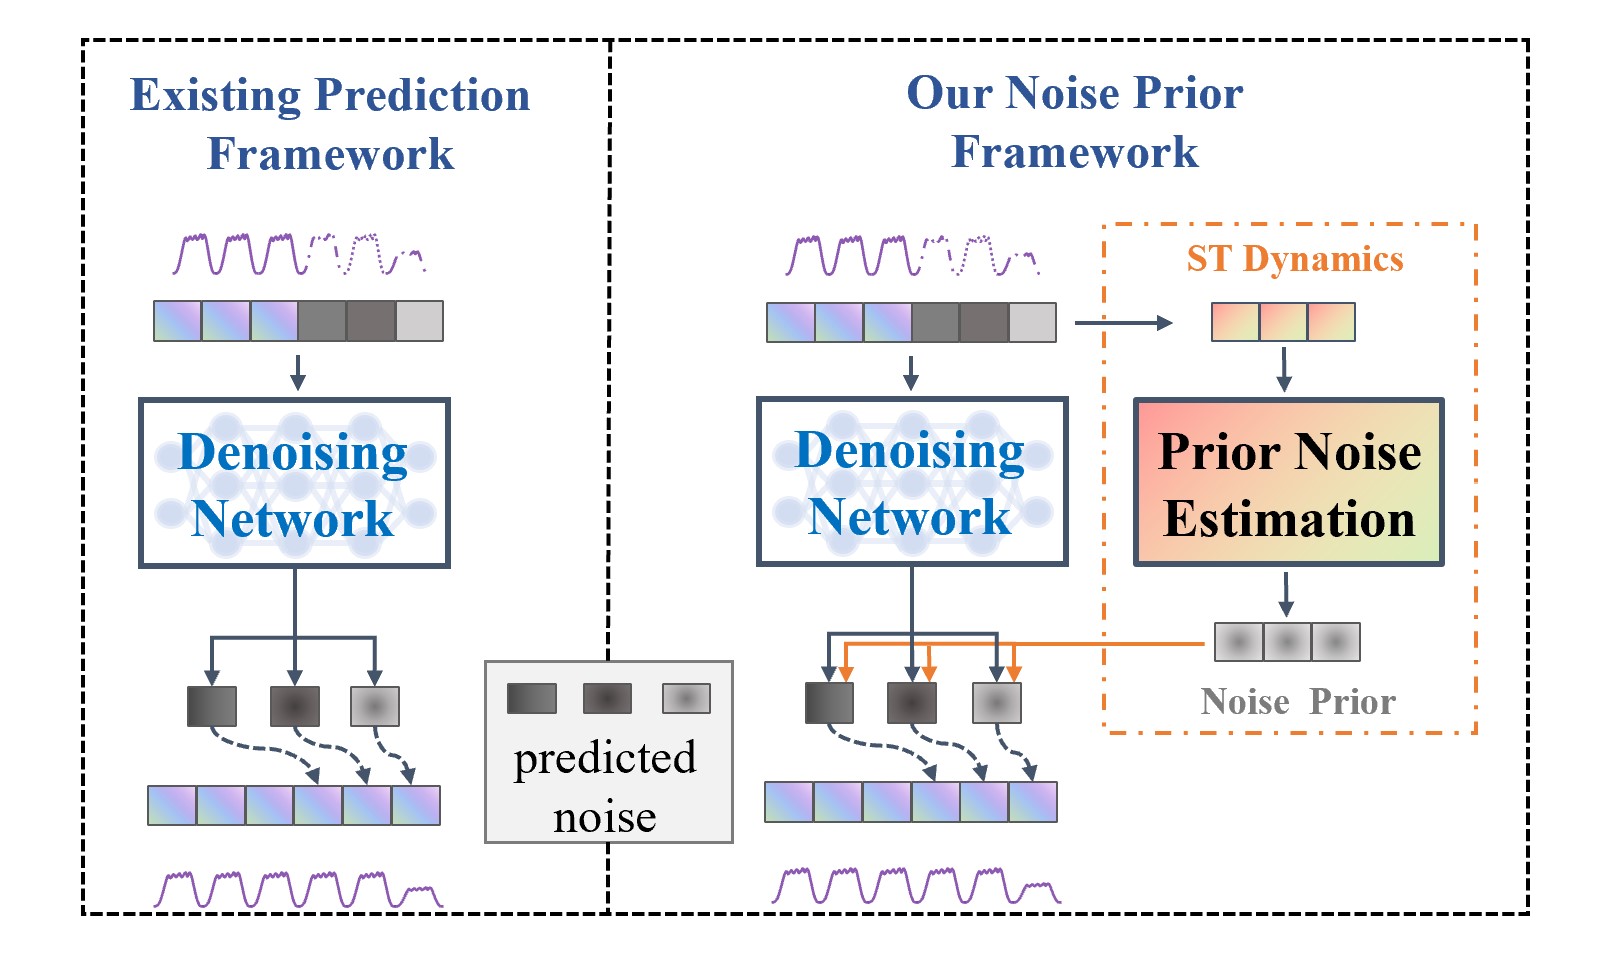 Existing Prediction
Framework
Denoising
Network
predicted
noise
Our Noise Prior
Framework
Denoising
Network
ST Dynamics
Prior Noise
Estimation
Noise Prior